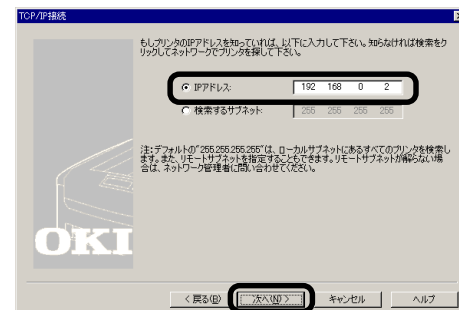 TCP/IP接続
もしプリンタのIPアドレスを知っていれば、以下に入力して下さい。知らなければ検索をク
リックしてネットワークでプリンタを探して下さい。
IPアドレス: 192 168 0 2
検索するサブネット: 255 255 255 255
注:デフォルトの"255.255.255.255"は、ローカルサブネットにあるすべてのプリンタを検索し
ます。また、リモートサブネットを指定することもできます。リモートサブネットが解らない場
合は、ネットワーク管理者に問い合わせてください。
OKI
< 戻る(B) 次へ(N) > キャンセル ヘルプ